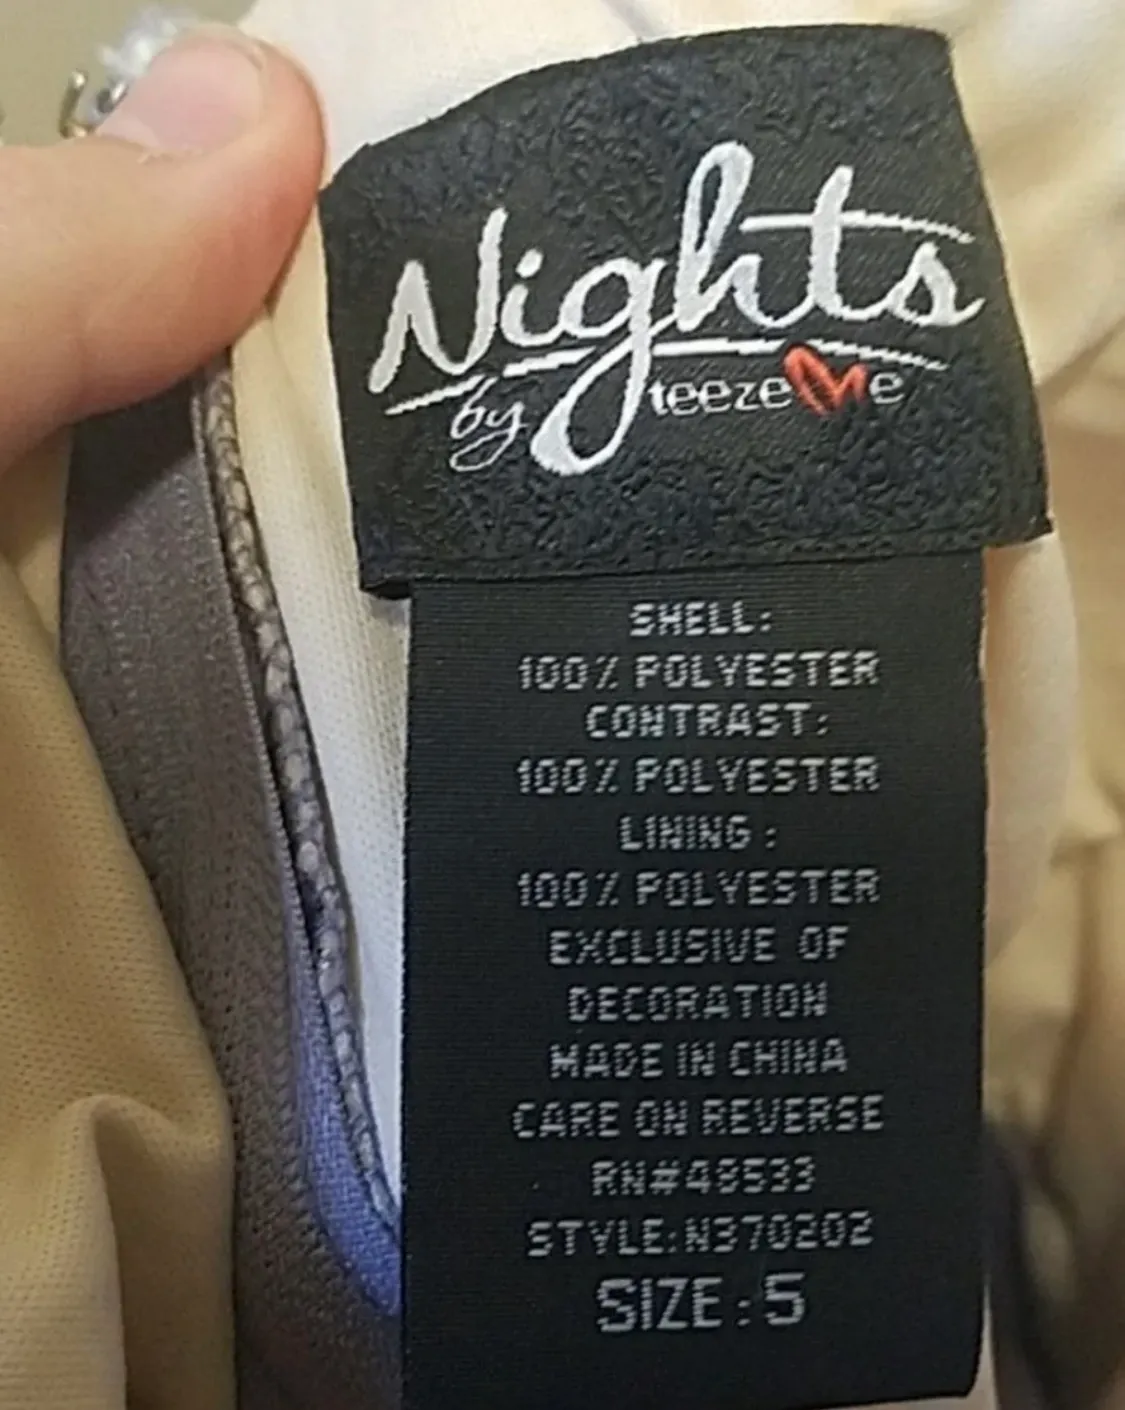 Nights
by teezeMe
SHELL:
100% POLYESTER
CONTRAST:
100% POLYESTER
LINING:
100% POLYESTER
EXCLUSIVE OF
DECORATION
MADE IN CHINA
CARE ON REVERSE
RN#48533
STYLE:N370202
SIZE:5